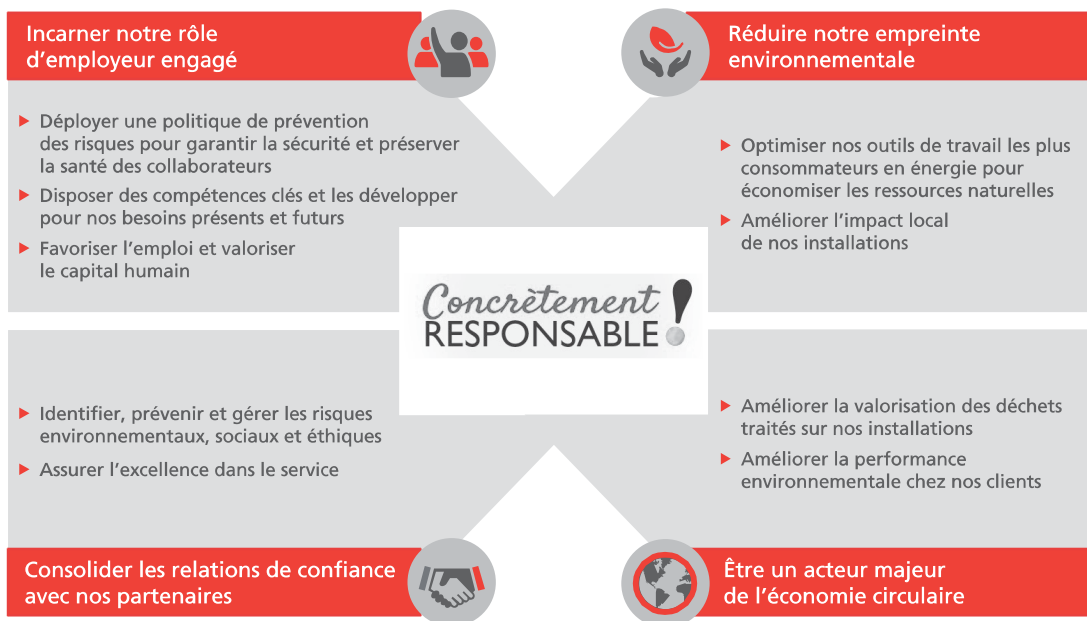 Incarner notre rôle
d’employeur engagé
Déployer une politique de prévention
des risques pour garantir la sécurité et préserver
la santé des collaborateurs
Disposer des compétences clés et les développer
pour nos besoins présents et futurs
Favoriser l’emploi et valoriser
le capital humain
Réduire notre empreinte
environnementale
Optimiser nos outils de travail les plus
consommateurs en énergie pour
économiser les ressources naturelles
Améliorer l’impact local
de nos installations
Concrètement
RESPONSABLE !
Identifier, prévenir et gérer les risques
environnementaux, sociaux et éthiques
Assurer l’excellence dans le service
Consolider les relations de confiance
avec nos partenaires
Améliorer la valorisation des déchets
traités sur nos installations
Améliorer la performance
environnementale chez nos clients
Être un acteur majeur
de l’économie circulaire